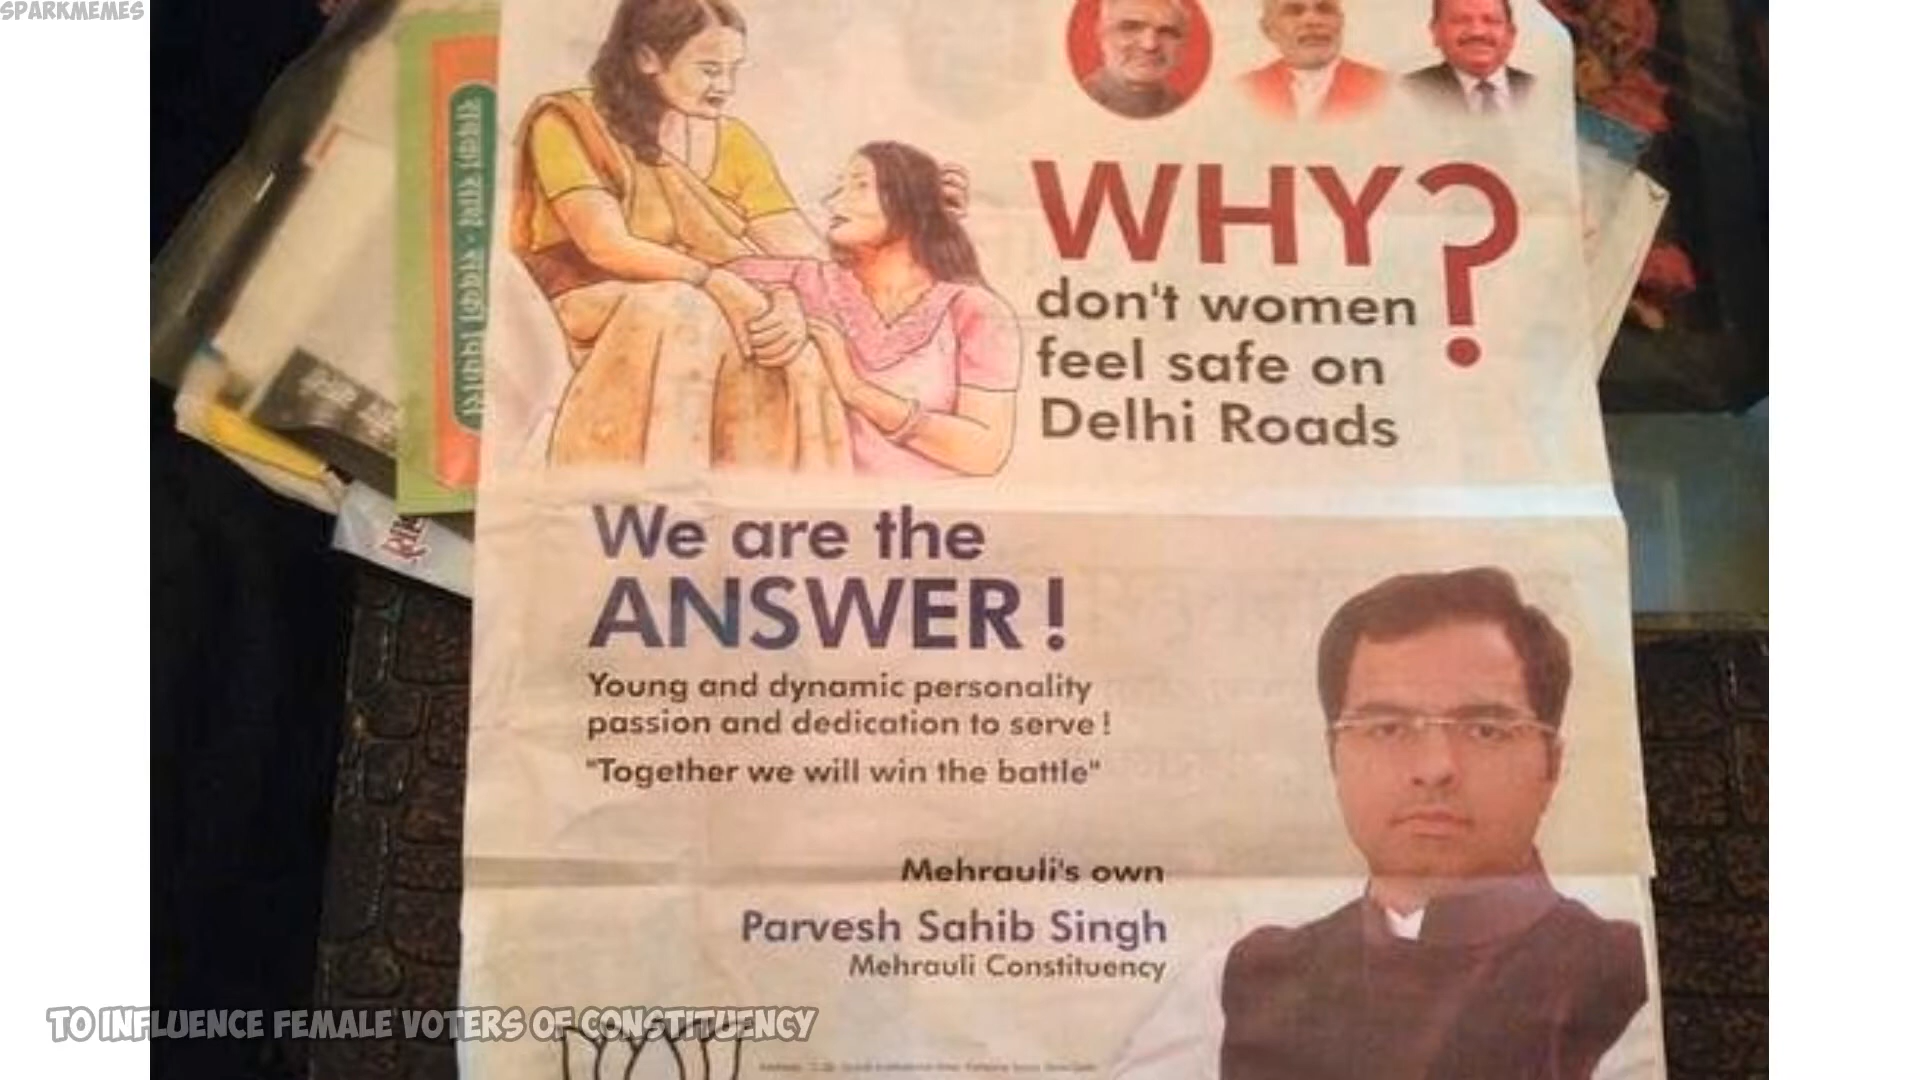 SPARKMEMES
WHY?
don't women
feel safe on
Delhi Roads
We are the
ANSWER!
Young and dynamic personality
passion and dedication to serve!
"Together we will win the battle"
Mehrauli's own
Parvesh Sahib Singh
Mehrauli Constituency
TO INFLUENCE FEMALE VOTERS OF CONSTITUENCY